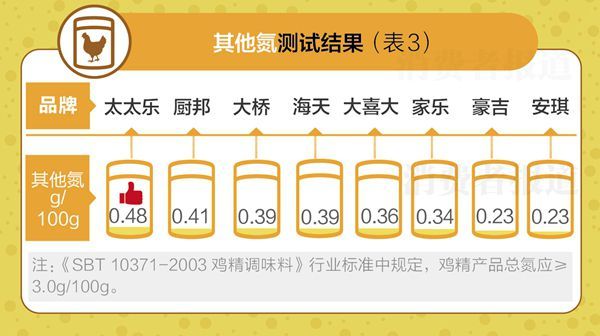 其他氮测试结果（表3）
消费者报道
品牌 太太乐 厨邦 大桥 海天 大喜大 家乐 豪吉 安琪
其他氮
g/
100g
0.48 0.41 0.39 0.39 0.36 0.34 0.23 0.23
消费者报道
注：《SBT 10371-2003 鸡精调味料》行业标准中规定，鸡精产品总氮应≥
3.0g/100g。